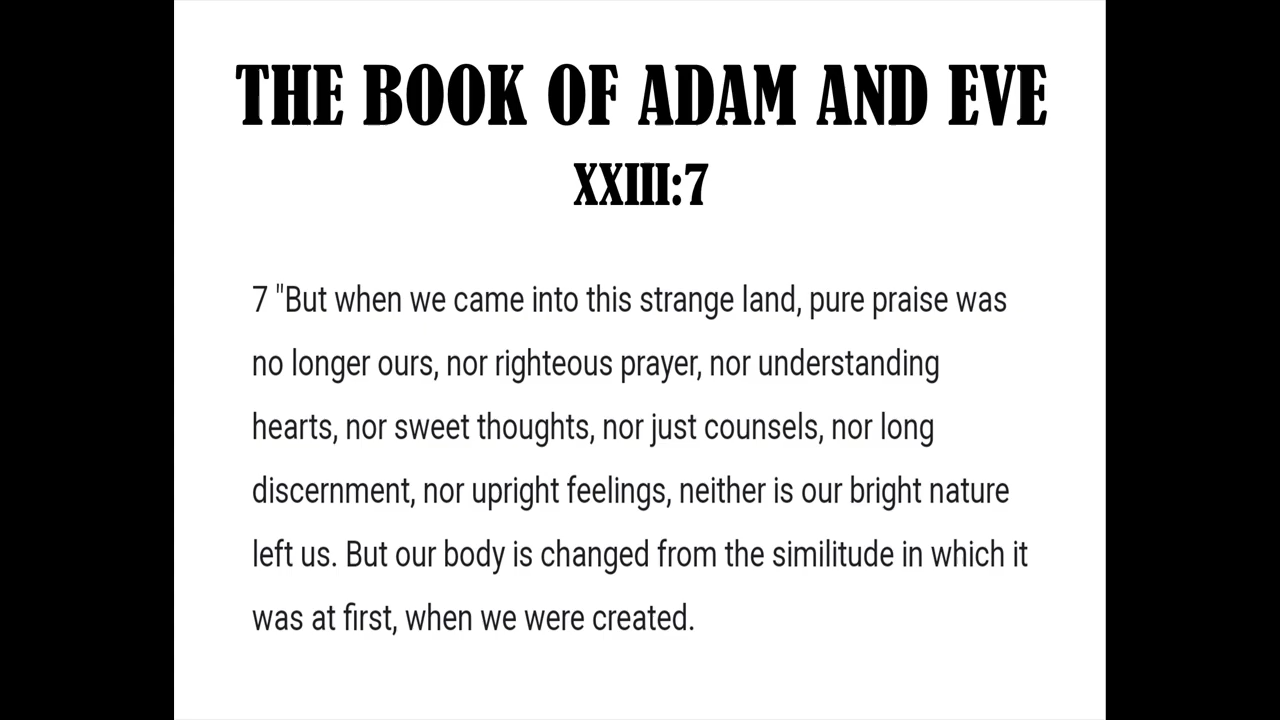 THE BOOK OF ADAM AND EVE
XXIII:7
7 "But when we came into this strange land, pure praise was
no longer ours, nor righteous prayer, nor understanding
hearts, nor sweet thoughts, nor just counsels, nor long
discernment, nor upright feelings, neither is our bright nature
left us. But our body is changed from the similitude in which it
was at first, when we were created.